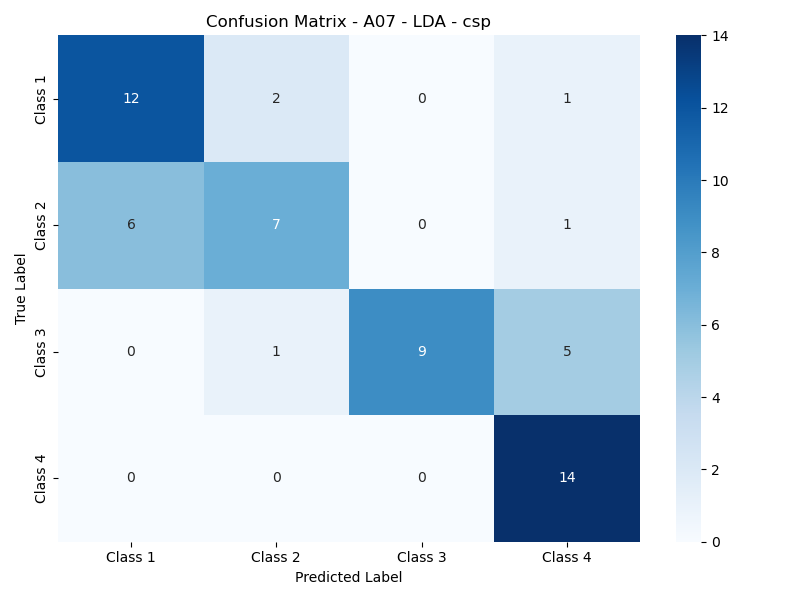 Confusion Matrix - A07 - LDA - csp
True Label
Class 1
12 2 0 1
Class 2
6 7 0 1
Class 3
0 1 9 5
Class 4
0 0 0 14
Class 1 Class 2 Class 3 Class 4
Predicted Label
14
12
10
8
6
4
2
0